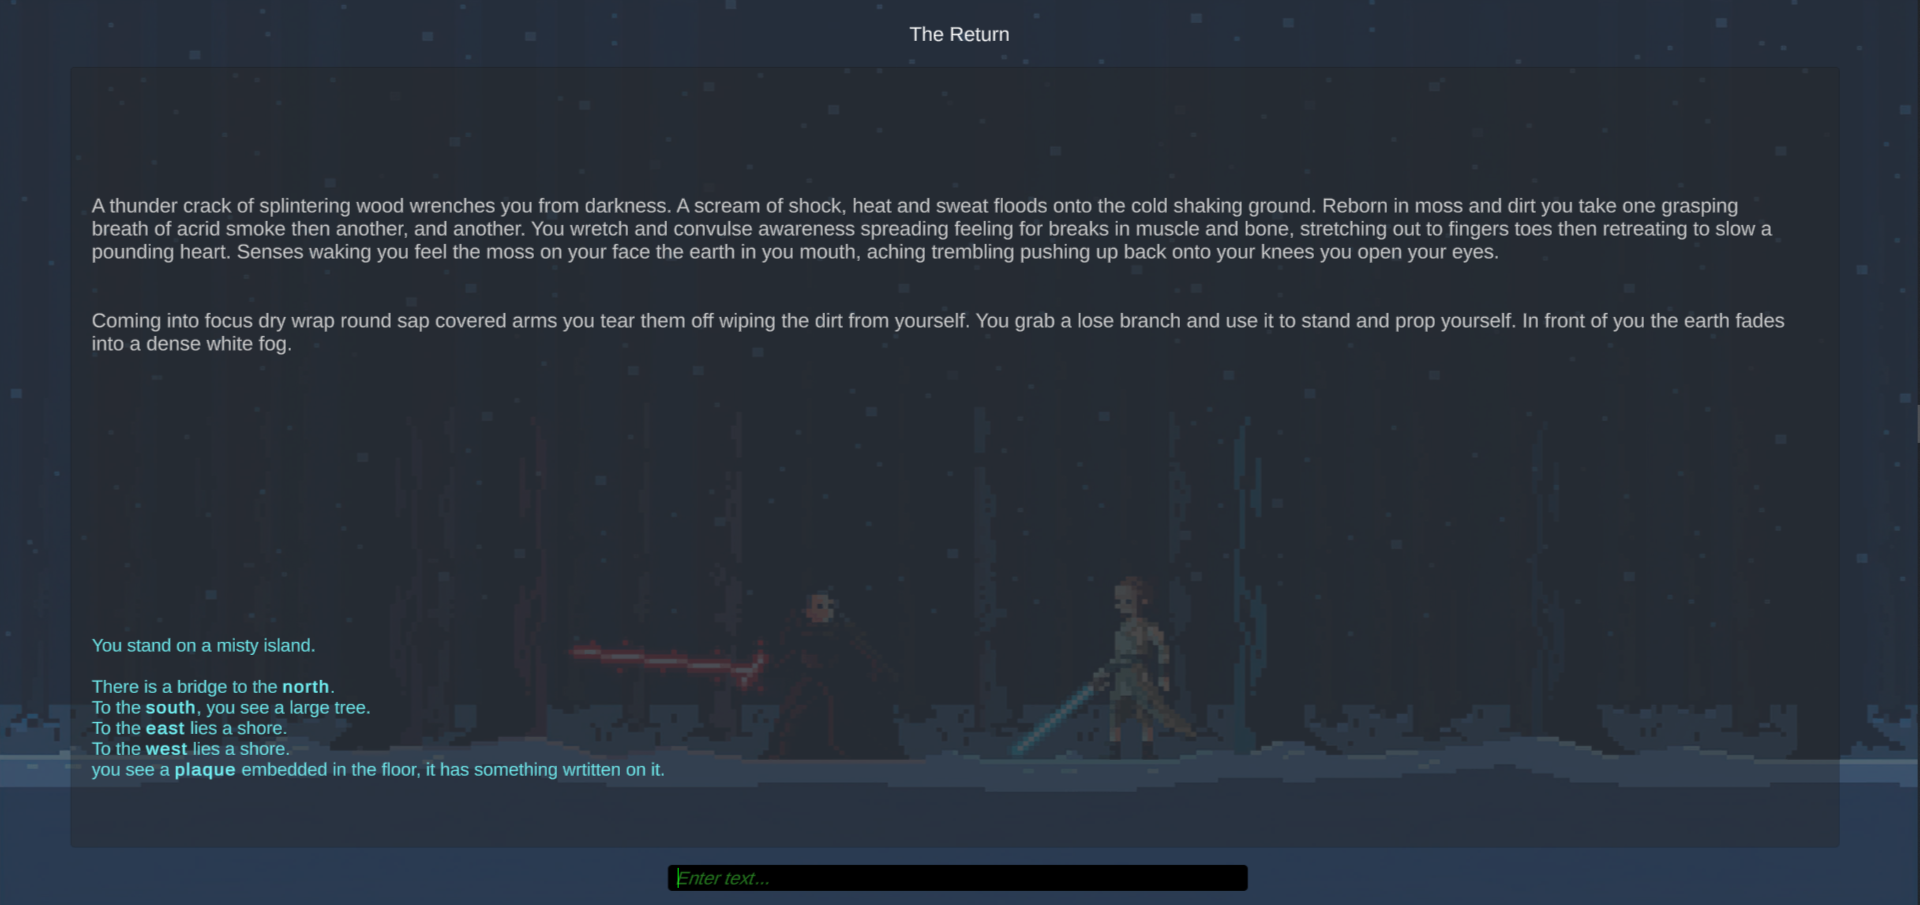 The Return
A thunder crack of splintering wood wrenches you from darkness. A scream of shock, heat and sweat floods onto the cold shaking ground. Reborn in moss and dirt you take one grasping
breath of acrid smoke then another, and another. You wretch and convulse awareness spreading feeling for breaks in muscle and bone, stretching out to fingers toes then retreating to slow a
pounding heart. Senses waking you feel the moss on your face the earth in you mouth, aching trembling pushing up back onto your knees you open your eyes.
Coming into focus dry wrap round sap covered arms you tear them off wiping the dirt from yourself. You grab a lose branch and use it to stand and prop yourself. In front of you the earth fades
into a dense white fog.
You stand on a misty island.
There is a bridge to the north.
To the south, you see a large tree.
To the east lies a shore.
To the west lies a shore.
you see a plaque embedded in the floor, it has something wrtitten on it.
Enter text...